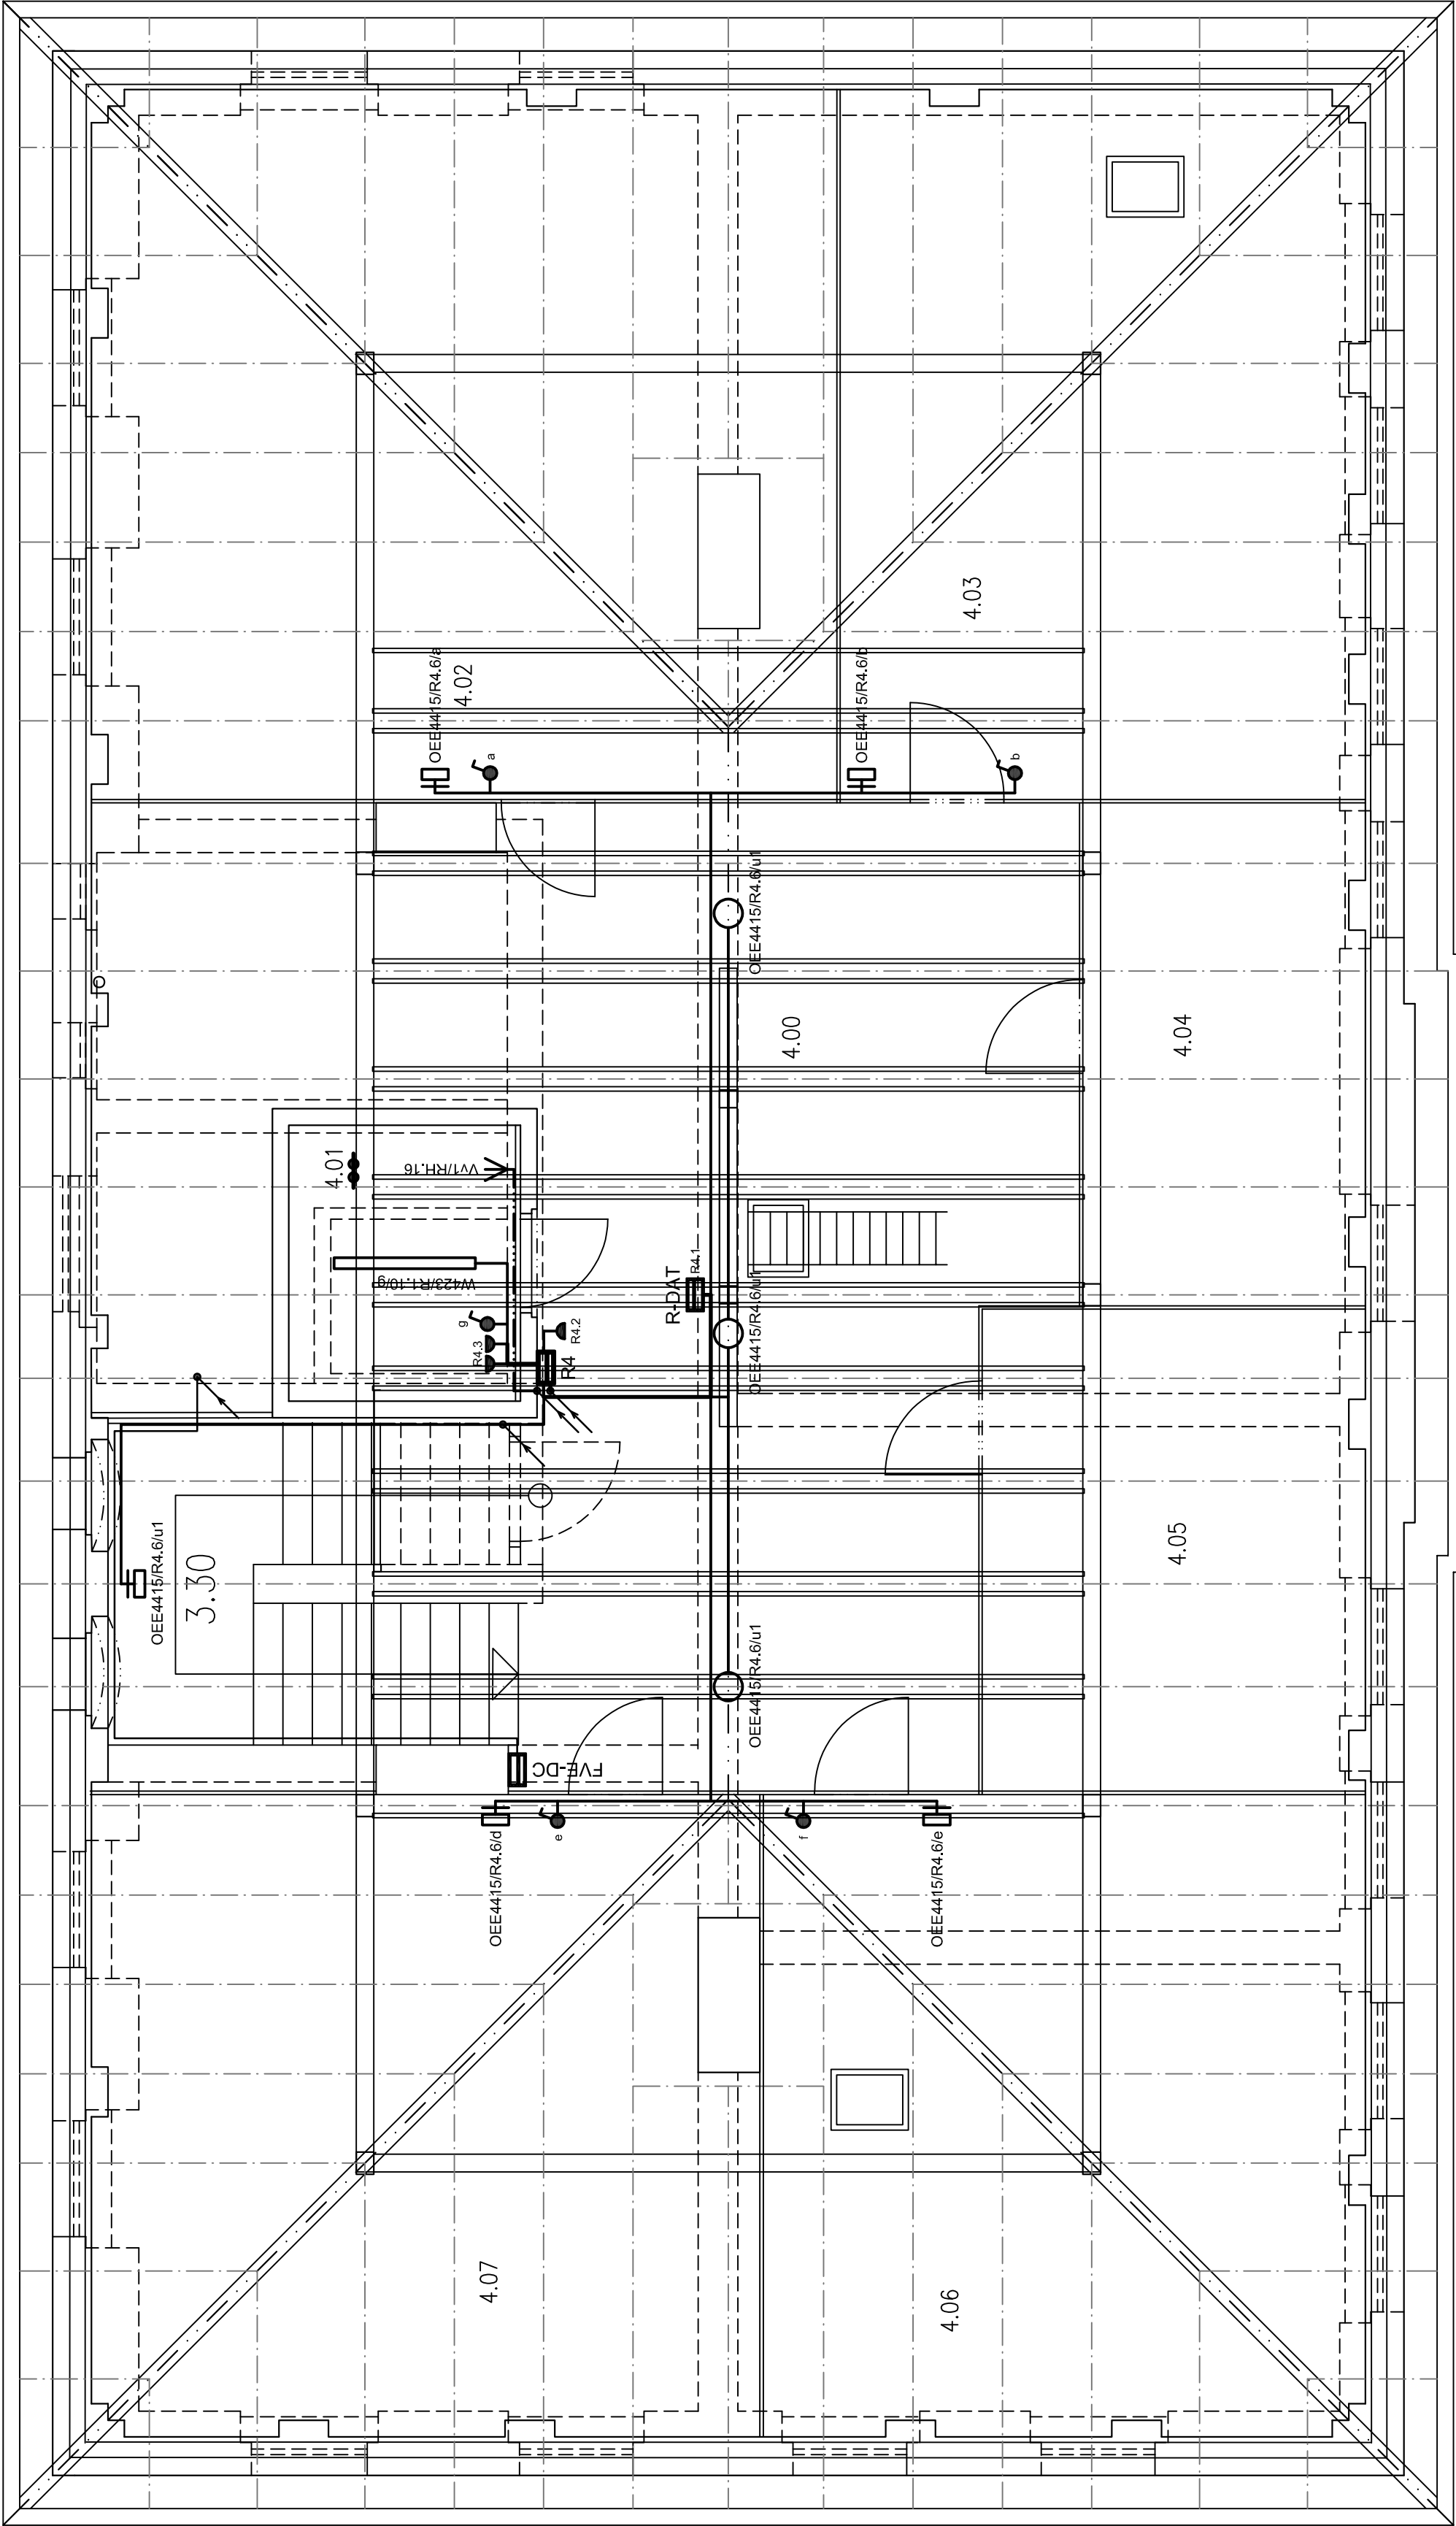 3.30
OEE4415/R4.6/u1
4.01
Vv1/RH.16
W423/R1.10/g
g
R4.3
R4.2
R4
FVE-DC
OEE4415/R4.6/a
4.02
a
4.07
OEE4415/R4.6/d
e
R-DAT
R4.1
OEE4415/R4.6/u1
OEE4415/R4.6/u1
OEE4415/R4.6/u1
4.00
f
OEE4415/R4.6/b
OEE4415/R4.6/e
4.06
4.03
b
4.05
4.04